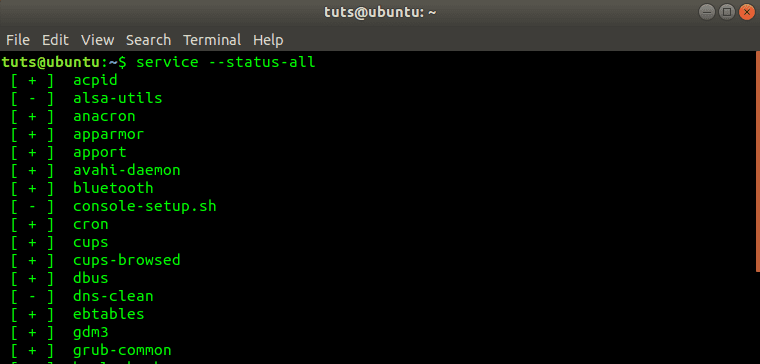 tuts@ubuntu: ~
File Edit View Search Terminal Help
tuts@ubuntu:~$ service --status-all
[ + ] acpid
[ - ] alsa-utils
[ + ] anacron
[ + ] apparmor
[ + ] apport
[ + ] avahi-daemon
[ + ] bluetooth
[ - ] console-setup.sh
[ + ] cron
[ + ] cups
[ + ] cups-browsed
[ + ] dbus
[ - ] dns-clean
[ + ] ebtables
[ + ] gdm3
[ + ] grub-common